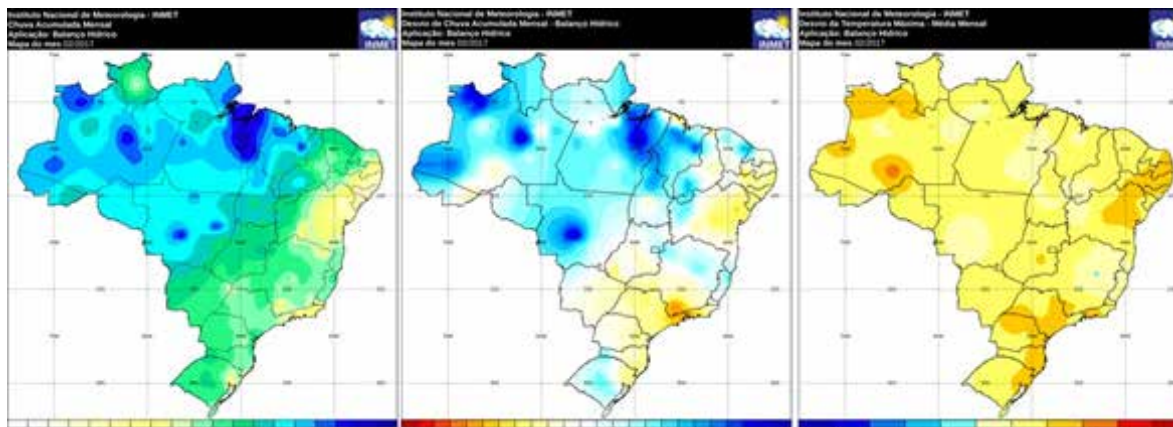 Instituto Nacional de Meteorologia - INMET
Chuva Acumulada Mensal
Aplicação: Balanço Hídrico
Mapa do mes 02/2017
INMET
Instituto Nacional de Meteorologia - INMET
Desvio de Chuva Acumulada Mensal - Balanço Hídrico
Aplicação: Balanço Hídrico
Mapa do mes 02/2017
INMET
Instituto Nacional de Meteorologia - INMET
Desvio da Temperatura Máxima - Média Mensal
Aplicação: Balanço Hídrico
Mapa do mes 02/2017
INMET